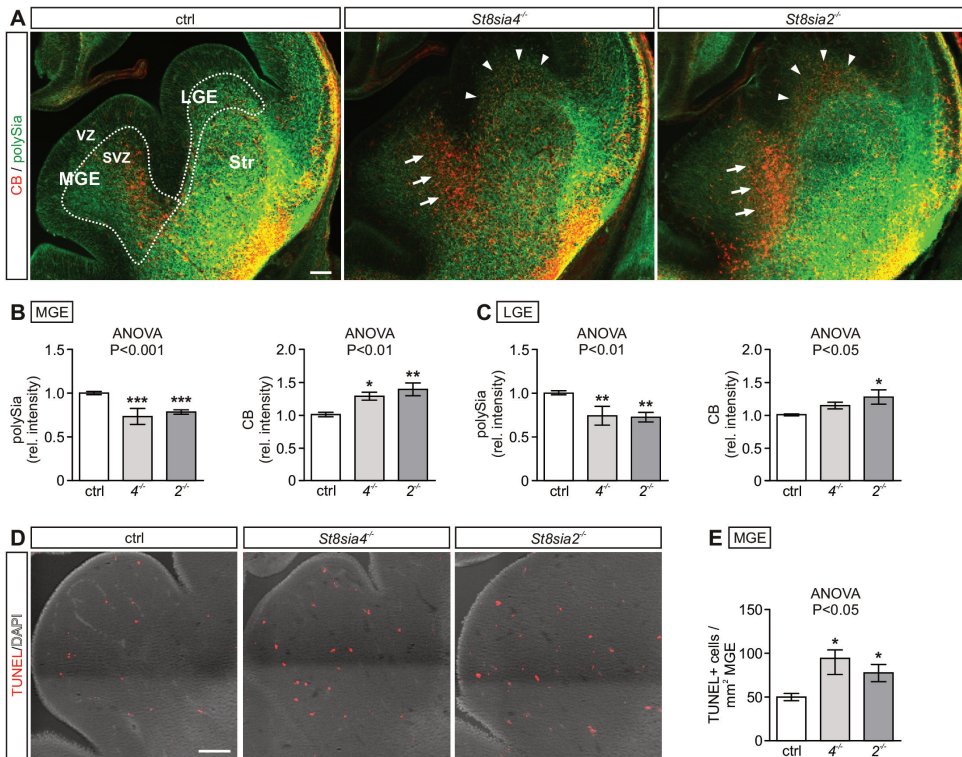 A
ctrl
St8sia4-/-
St8sia2-/-
CB / polySia
LGE
VZ
SVZ
MGE
Str
B MGE
ANOVA
P<0.001
1.5
1.0
0.5
0
polySia
(rel. intensity)
***
***
ctrl 4-/- 2-/-
ANOVA
P<0.01
2.0
1.5
1.0
0.5
0
CB
(rel. intensity)
*
**
ctrl 4-/- 2-/-
C LGE
ANOVA
P<0.01
1.5
1.0
0.5
0
polySia
(rel. intensity)
**
**
ctrl 4-/- 2-/-
ANOVA
P<0.05
2.0
1.5
1.0
0.5
0
CB
(rel. intensity)
*
ctrl 4-/- 2-/-
D
ctrl
St8sia4-/-
St8sia2-/-
TUNEL/DAPI
E MGE
ANOVA
P<0.05
150
100
50
0
TUNEL+ cells /
mm² MGE
*
*
ctrl 4-/- 2-/-